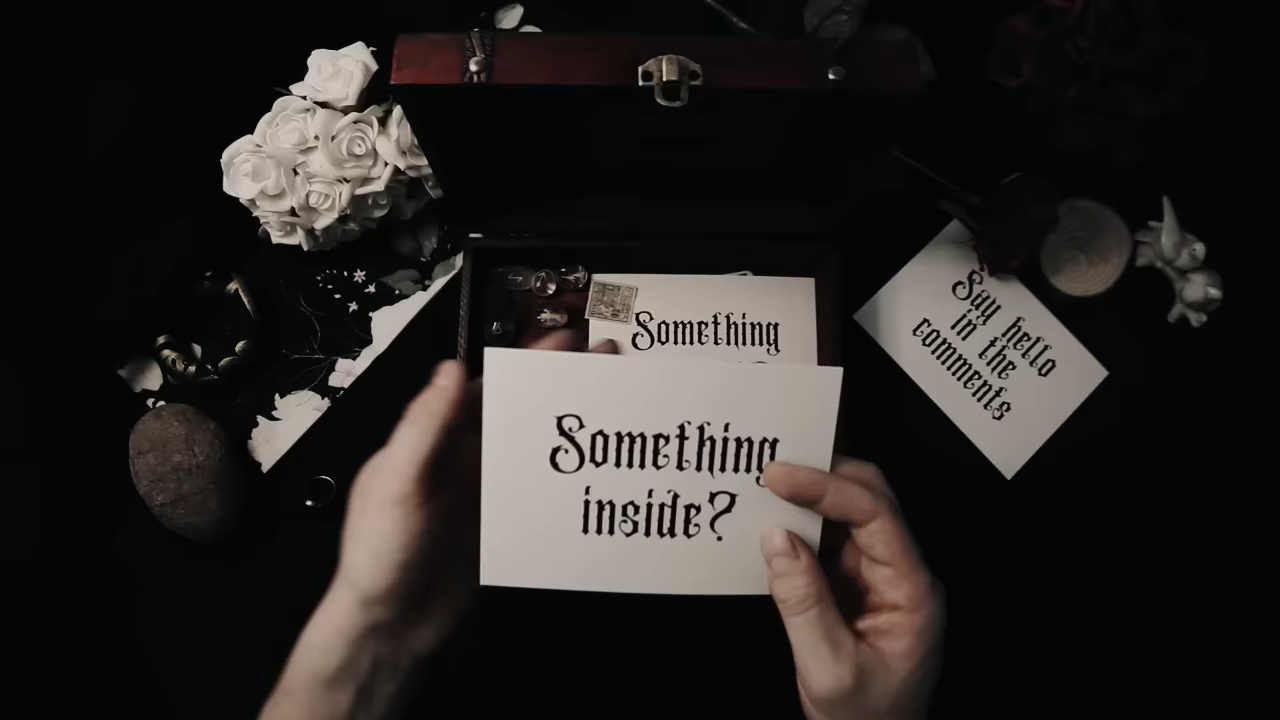 Something
Something
inside?
Say hello
in the
comments